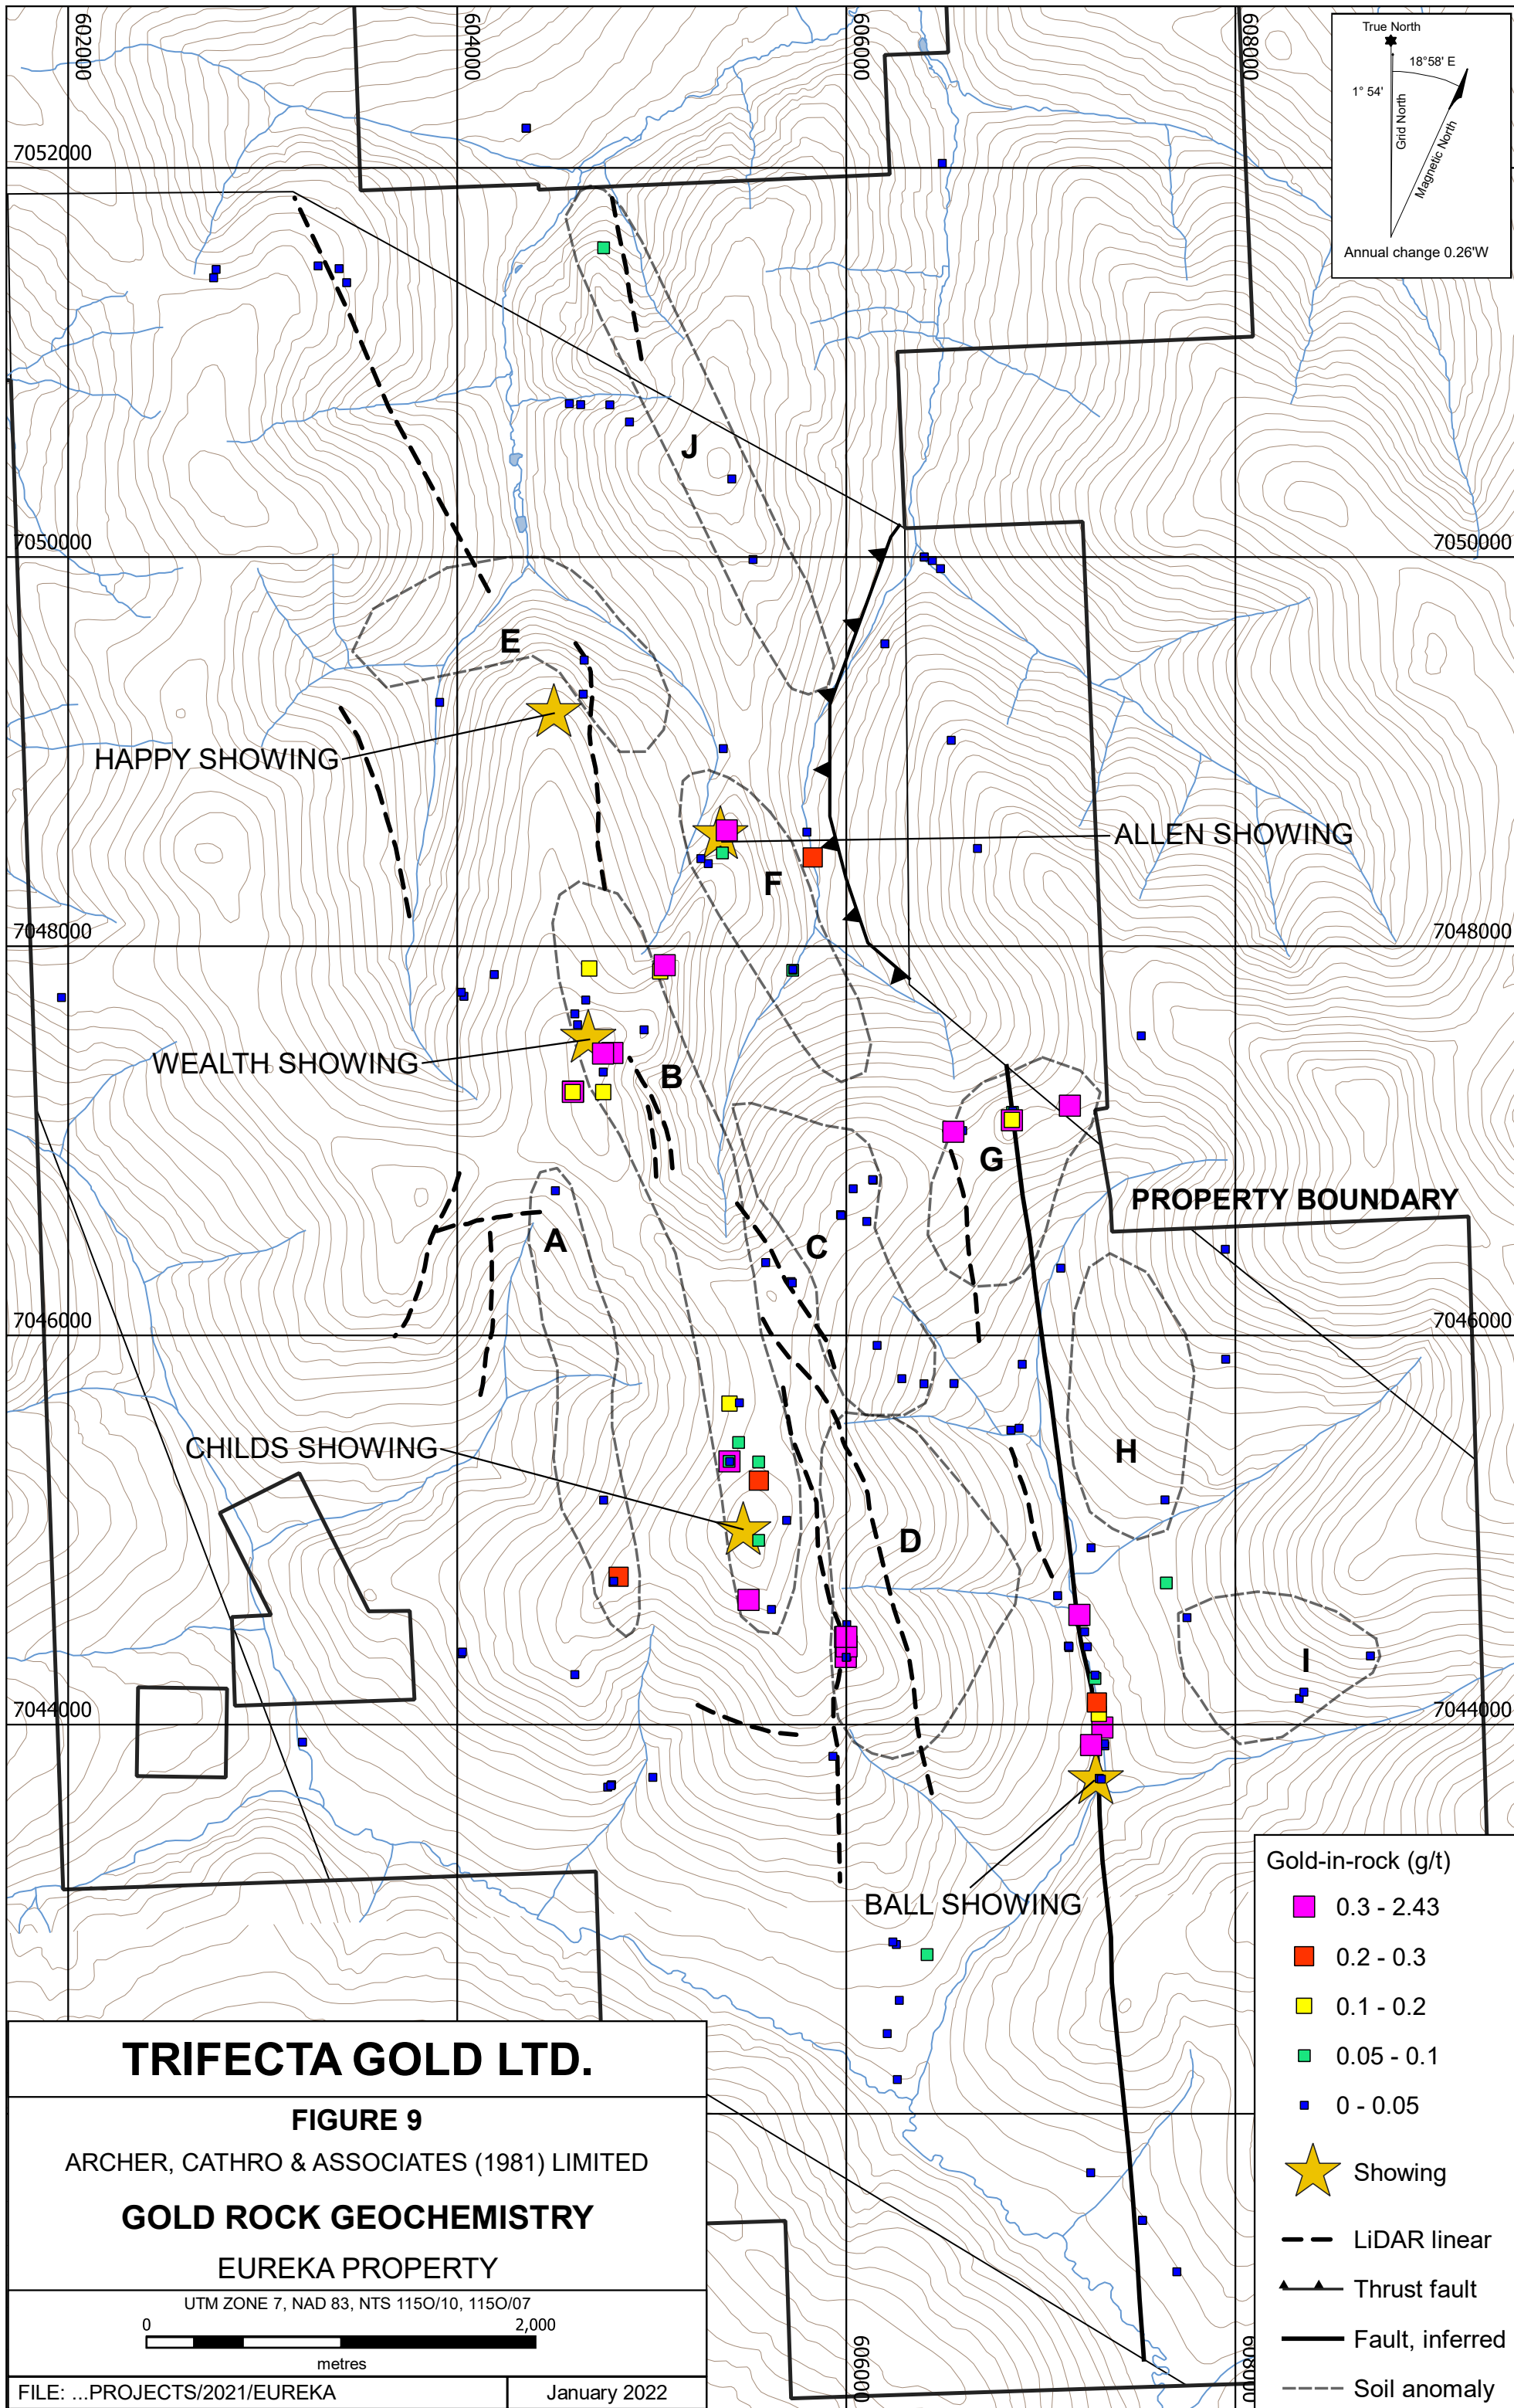 602000
604000
606000
608000
True North
18°58' E
1° 54'
Grid North
Magnetic North
Annual change 0.26'W
7052000
J
7050000
7050000
E
HAPPY SHOWING
ALLEN SHOWING
F
7048000
7048000
WEALTH SHOWING
B
G
PROPERTY BOUNDARY
A
C
7046000
7046000
CHILDS SHOWING
H
D
I
7044000
7044000
BALL SHOWING
Gold-in-rock (g/t)
0.3 - 2.43
0.2 - 0.3
0.1 - 0.2
0.05 - 0.1
0 - 0.05
Showing
LiDAR linear
Thrust fault
Fault, inferred
Soil anomaly
TRIFECTA GOLD LTD.
FIGURE 9
ARCHER, CATHRO & ASSOCIATES (1981) LIMITED
GOLD ROCK GEOCHEMISTRY
EUREKA PROPERTY
UTM ZONE 7, NAD 83, NTS 115O/10, 115O/07
0 2,000
metres
FILE: ...PROJECTS/2021/EUREKA
January 2022
606000
608000